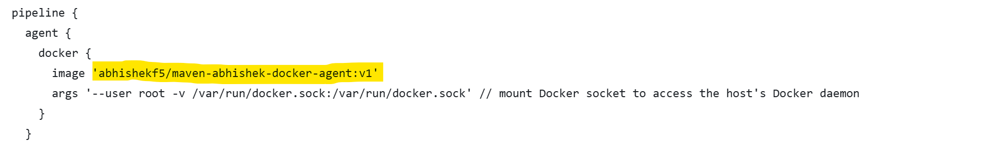 pipeline {
agent {
docker {
image 'abhishekf5/maven-abhishek-docker-agent:v1'
args '--user root -v /var/run/docker.sock:/var/run/docker.sock' // mount Docker socket to access the host's Docker daemon
}
}